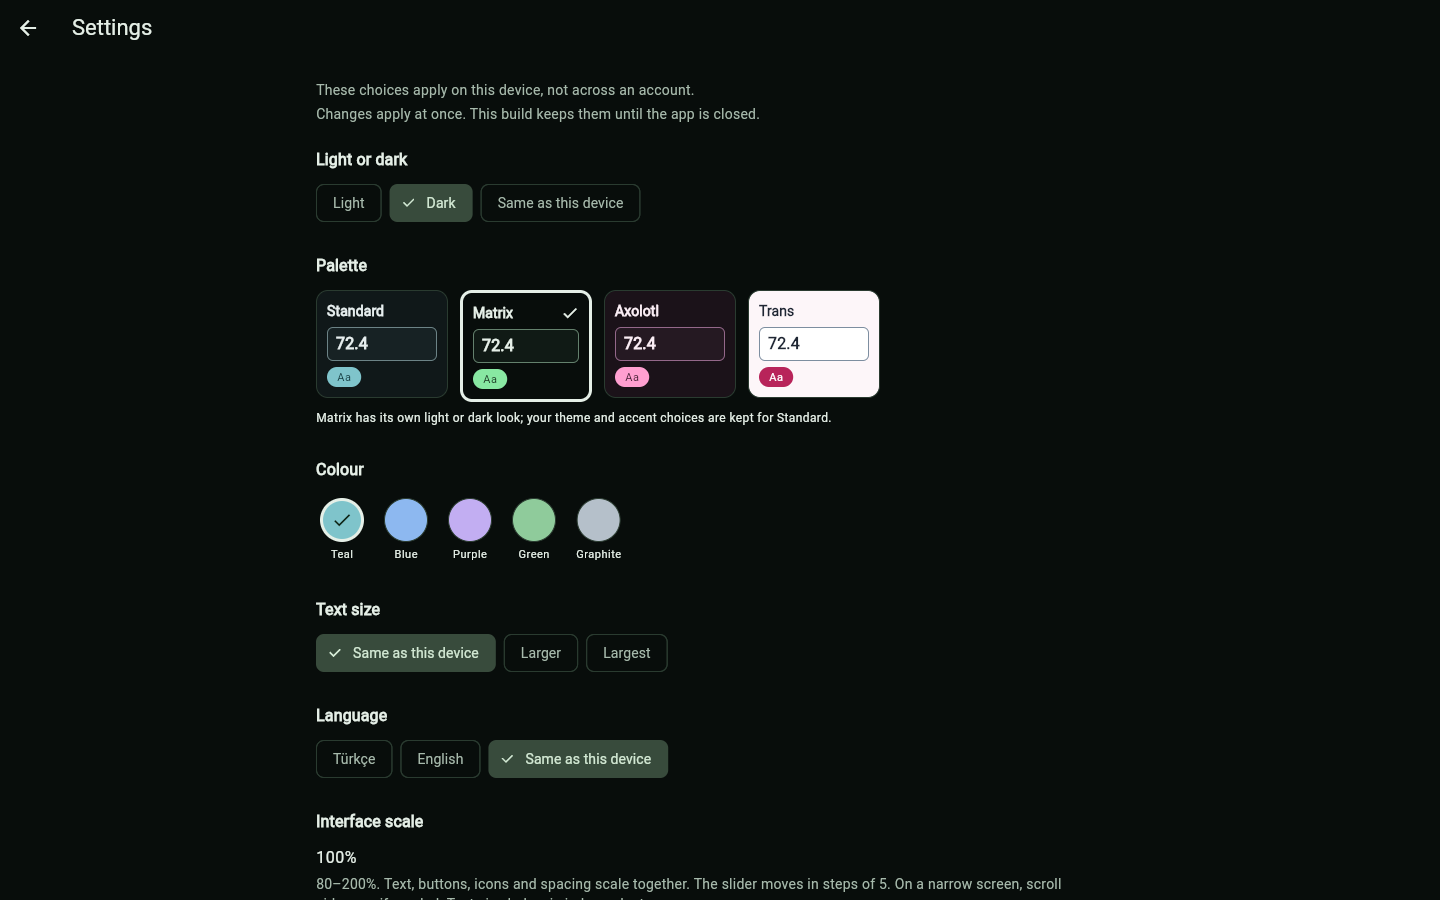 Settings
These choices apply on this device, not across an account.
Changes apply at once. This build keeps them until the app is closed.
Light or dark
Light
Dark
Same as this device
Palette
Standard
72.4
Aa
Matrix
72.4
Aa
Axolotl
72.4
Aa
Trans
72.4
Aa
Matrix has its own light or dark look; your theme and accent choices are kept for Standard.
Colour
Teal
Blue
Purple
Green
Graphite
Text size
Same as this device
Larger
Largest
Language
Türkçe
English
Same as this device
Interface scale
100%
80–200%. Text, buttons, icons and spacing scale together. The slider moves in steps of 5. On a narrow screen, scroll